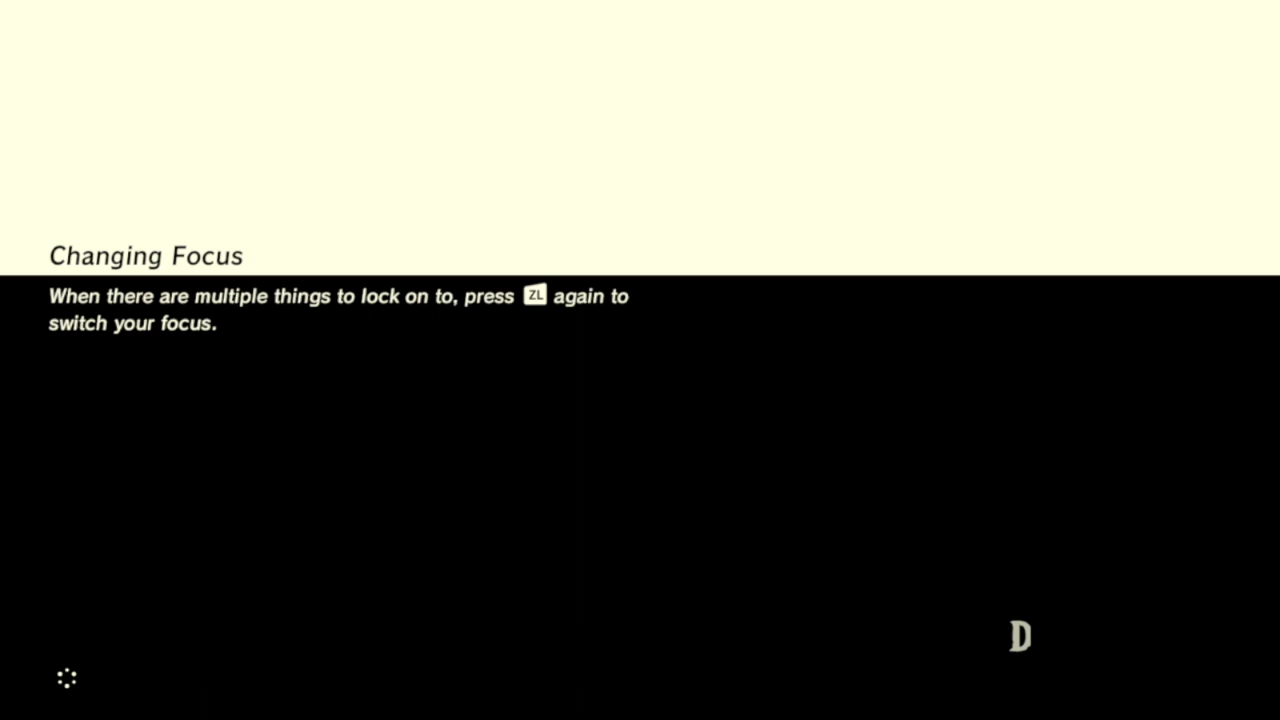 Changing Focus
When there are multiple things to lock on to, press ZL again to
switch your focus.
D